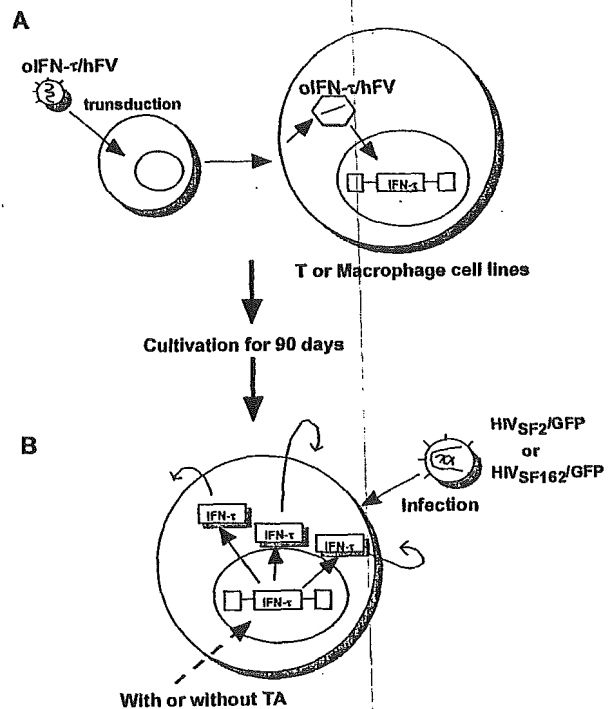 A
oIFN-τ/hFV
trunsduction
oIFN-τ/hFV
IFN-τ
T or Macrophage cell lines
Cultivation for 90 days
B
HIVSF2/GFP
or
HIVSF162/GFP
Infection
IFN-τ
IFN-τ
IFN-τ
IFN-τ
With or without TA